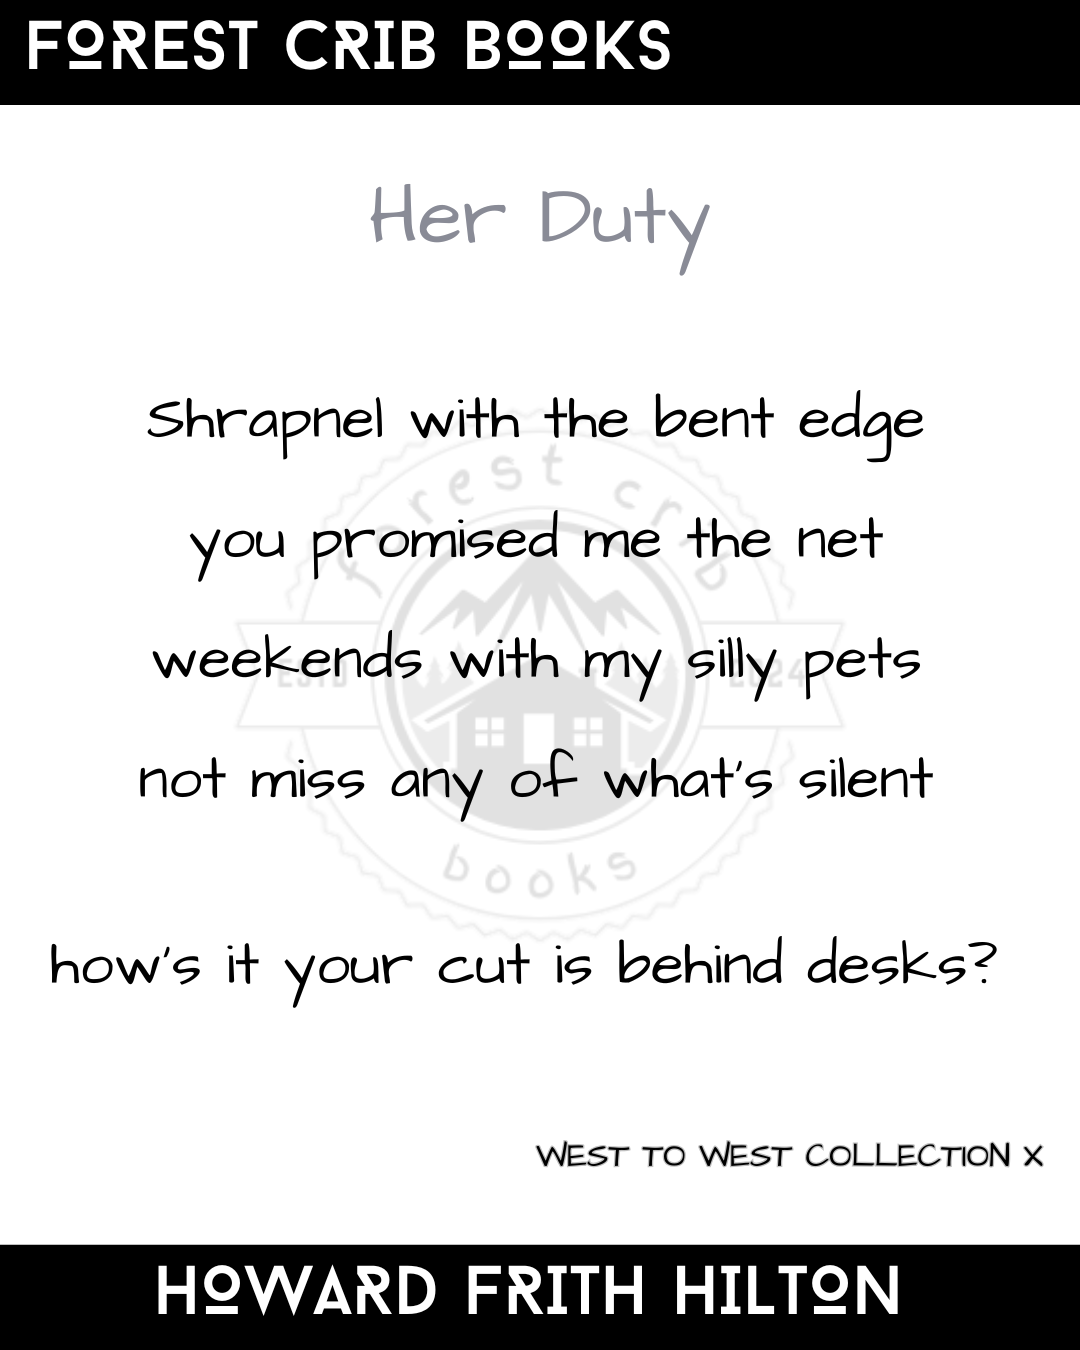 FOREST CRIB BOOKS
Her Duty
Shrapnel with the bent edge
you promised me the net
weekends with my silly pets
not miss any of what's silent
how's it your cut is behind desks?
forest crib
ESTD 2024
books
WEST TO WEST COLLECTION X
HOWARD FRITH HILTON